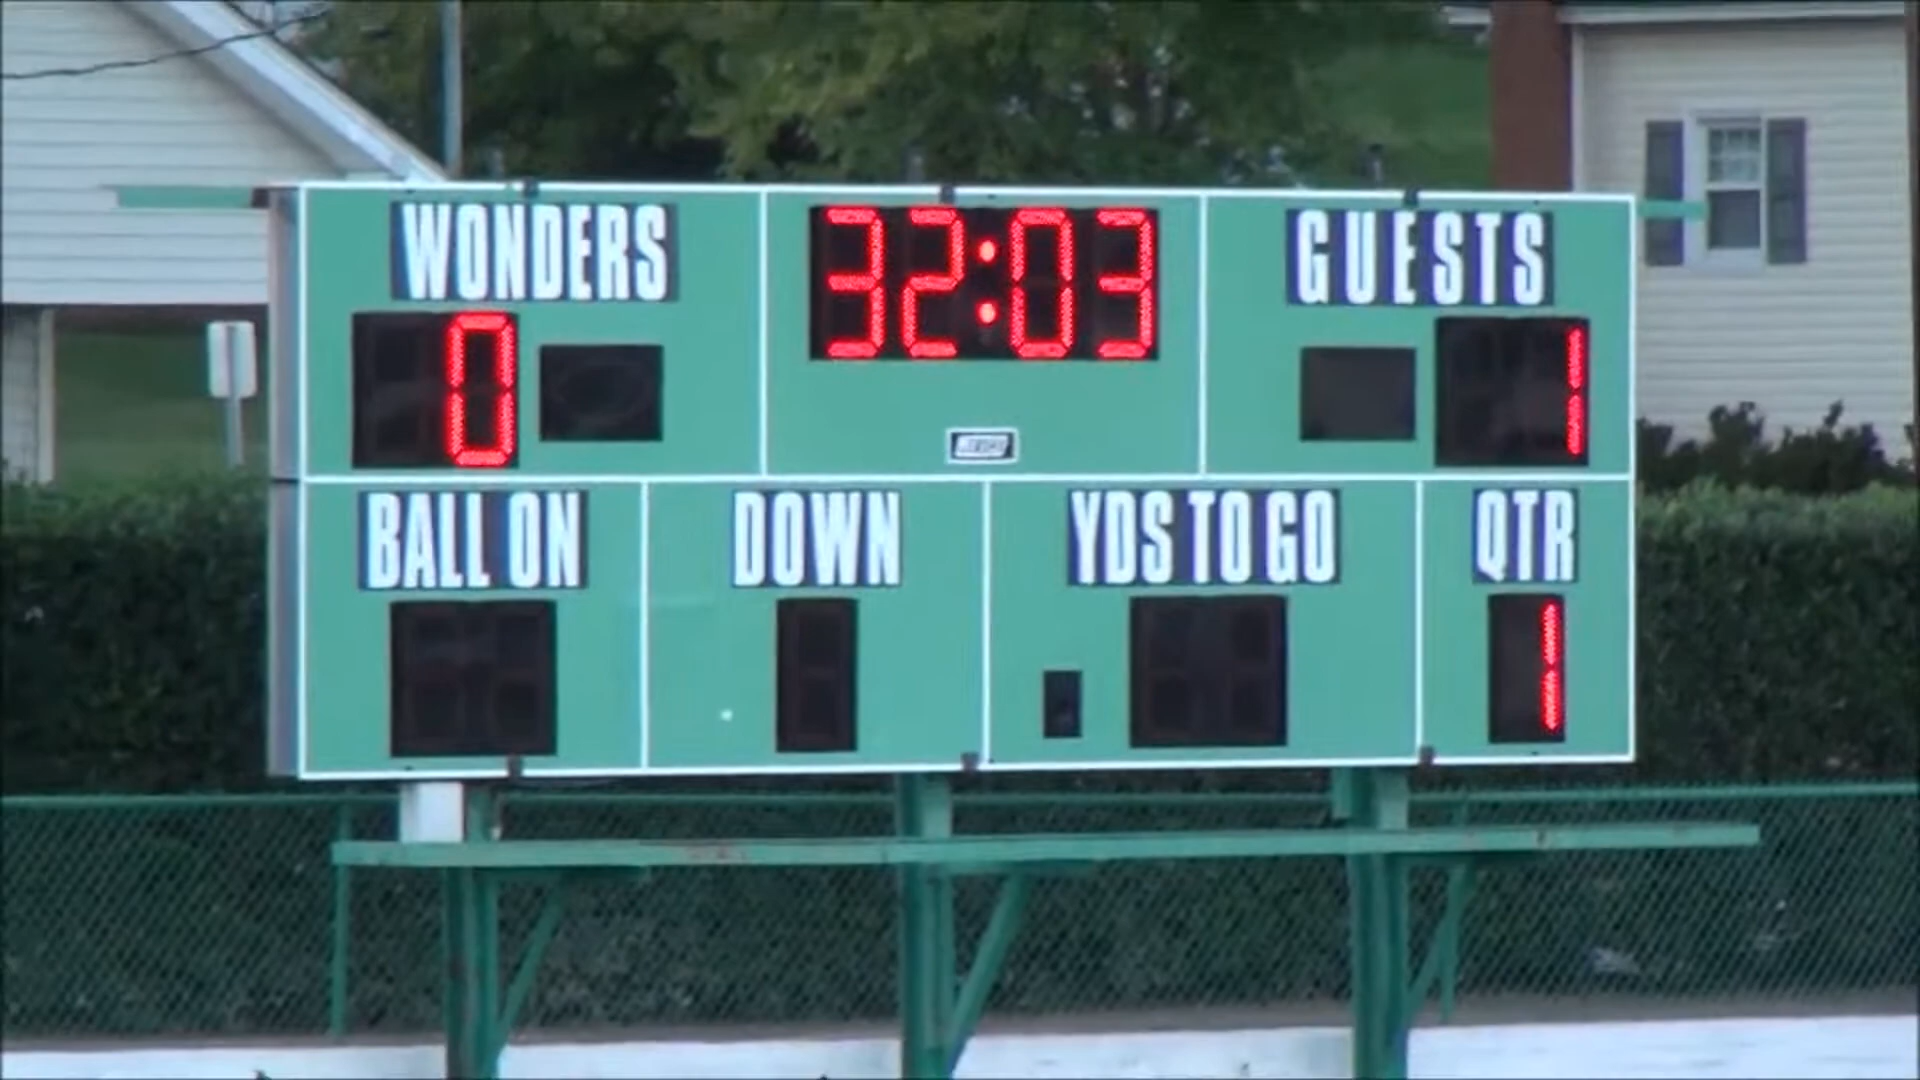 WONDERS 32:03 GUESTS
0 1
BALL ON DOWN YDS TO GO QTR
1